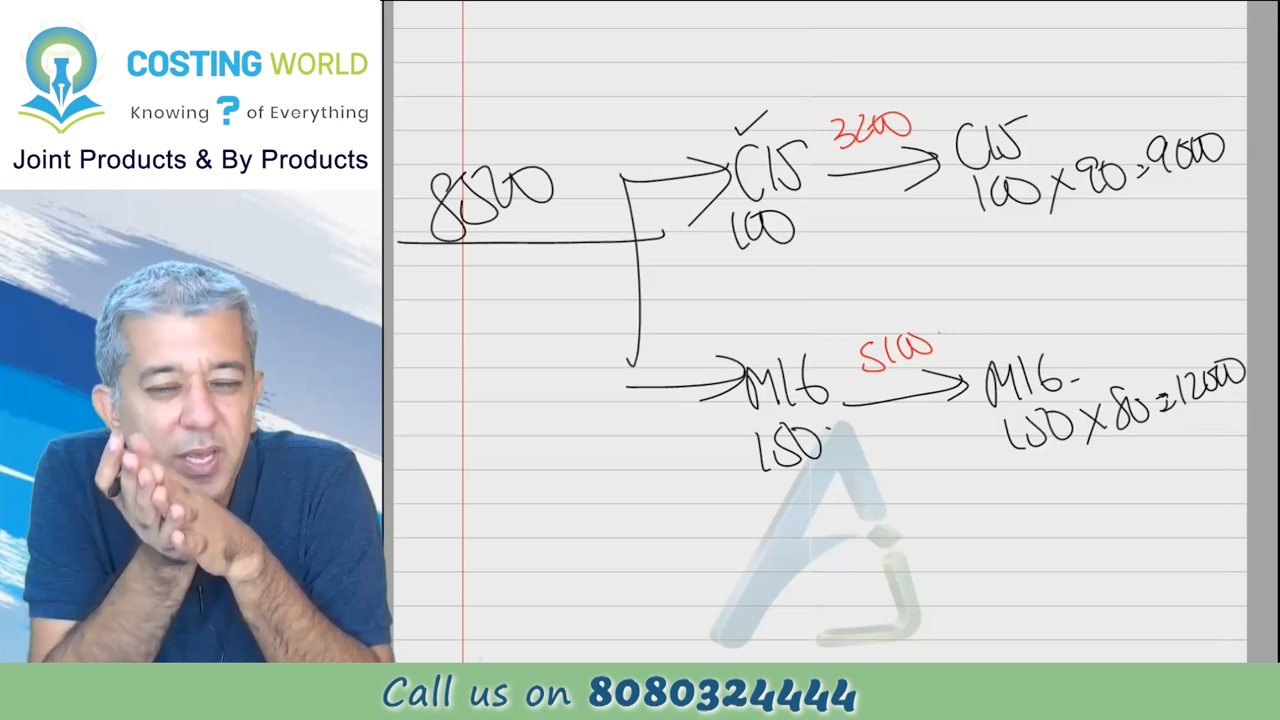 COSTING WORLD
Knowing ? of Everything
Joint Products & By Products
8500
C15
100
3200
C15
100 x 90 = 9000
M16
150
5100
M16
150 x 80 = 12000
Call us on 8080324444